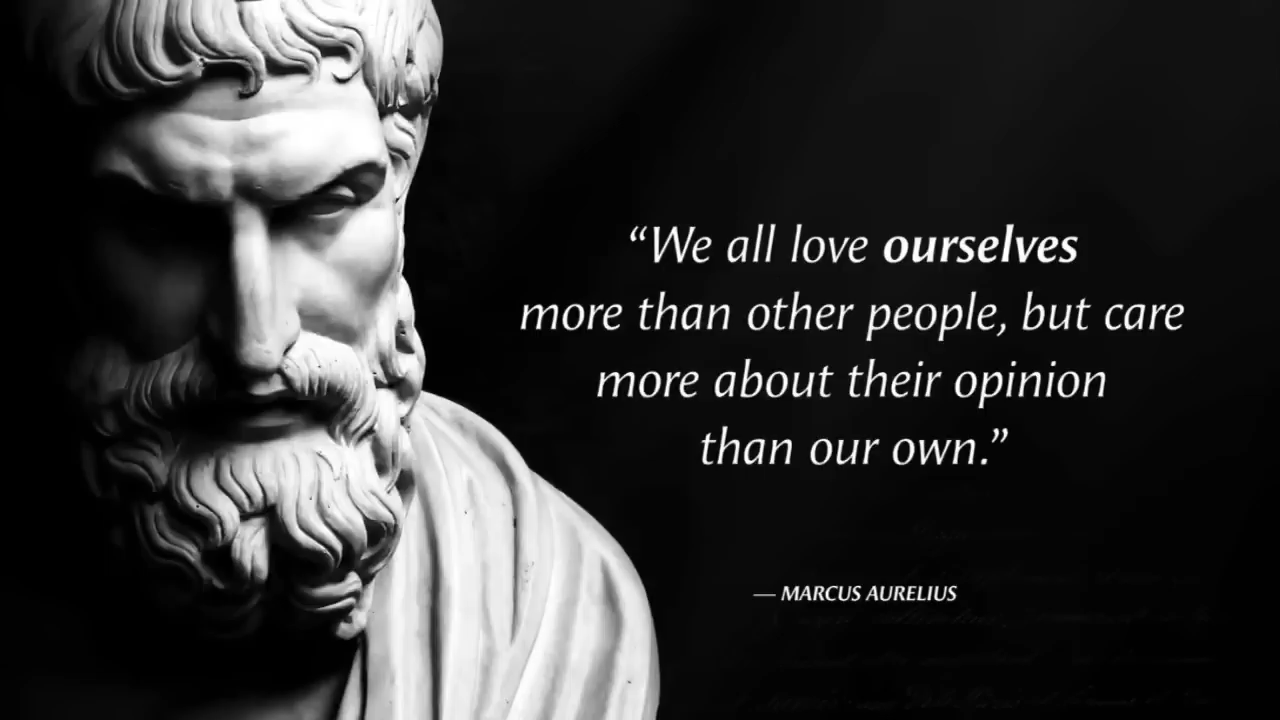 “We all love ourselves
more than other people, but care
more about their opinion
than our own.”
— MARCUS AURELIUS